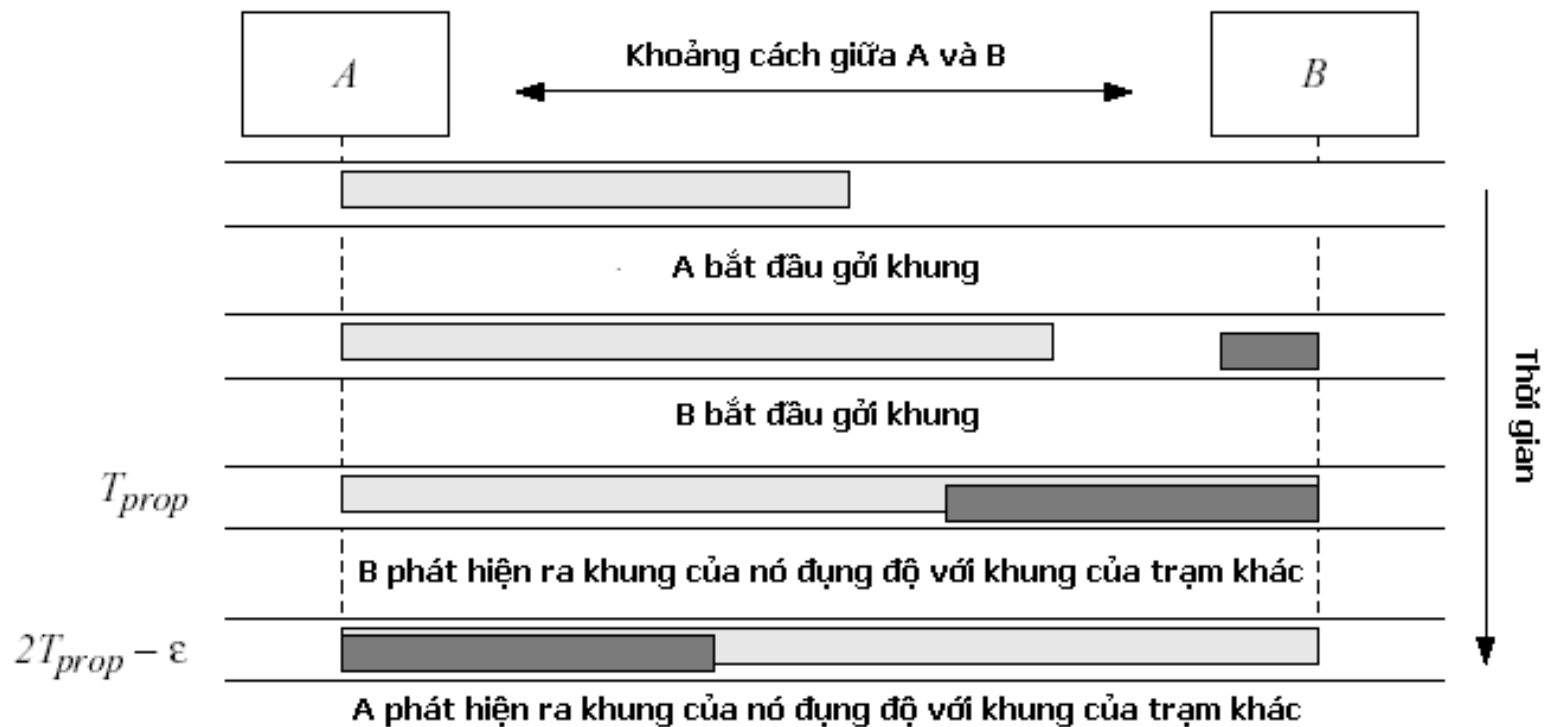 A
Khoảng cách giữa A và B
B
A bắt đầu gởi khung
B bắt đầu gởi khung
Thời gian
T_prop
B phát hiện ra khung của nó đụng độ với khung của trạm khác
2T_prop – ε
A phát hiện ra khung của nó đụng độ với khung của trạm khác